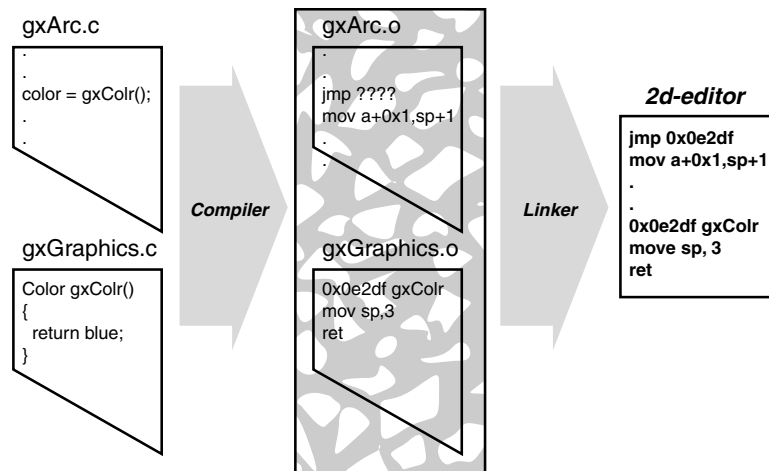 gxArc.c
.
.
color = gxColr();
.
.
gxGraphics.c
Color gxColr()
{
return blue;
}
Compiler
gxArc.o
.
.
jmp ????
mov a+0x1,sp+1
.
.
gxGraphics.o
0x0e2df gxColr
mov sp,3
ret
Linker
2d-editor
jmp 0x0e2df
mov a+0x1,sp+1
.
.
0x0e2df gxColr
move sp, 3
ret